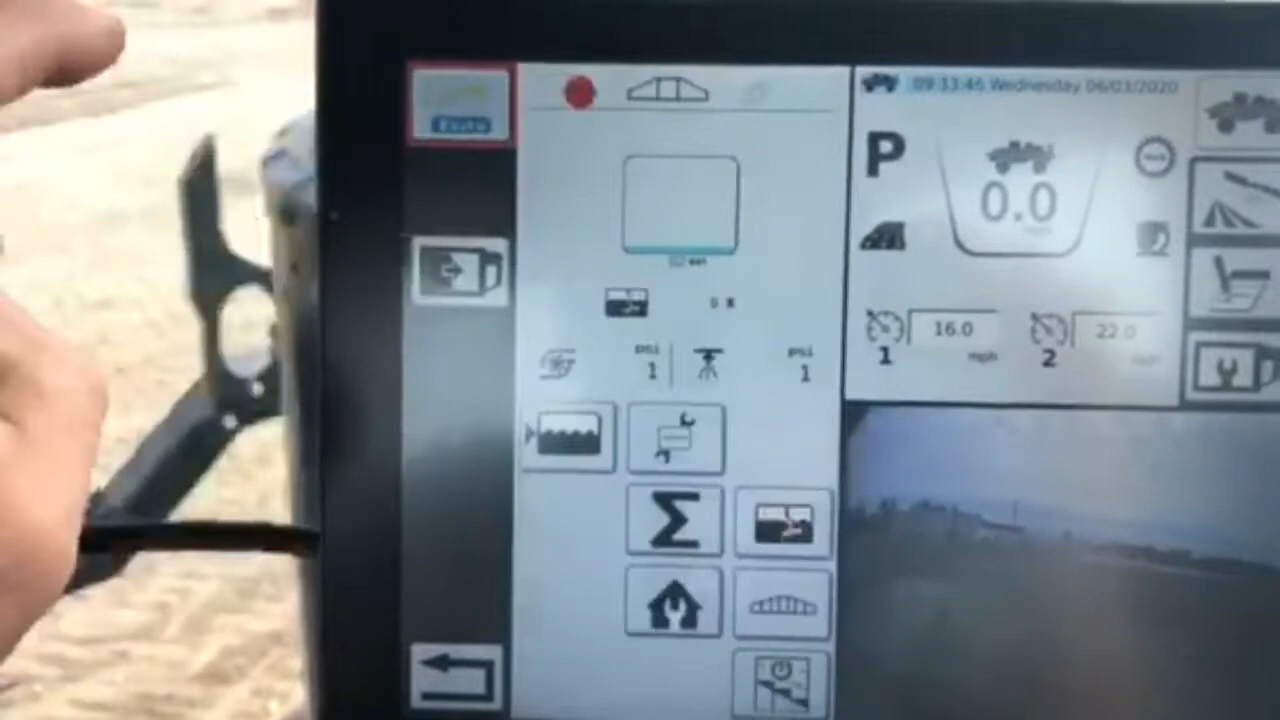 09:33:46 Wednesday 06/03/2020
P
0.0
psi
1
psi
1
16.0
mph
1
22.0
2